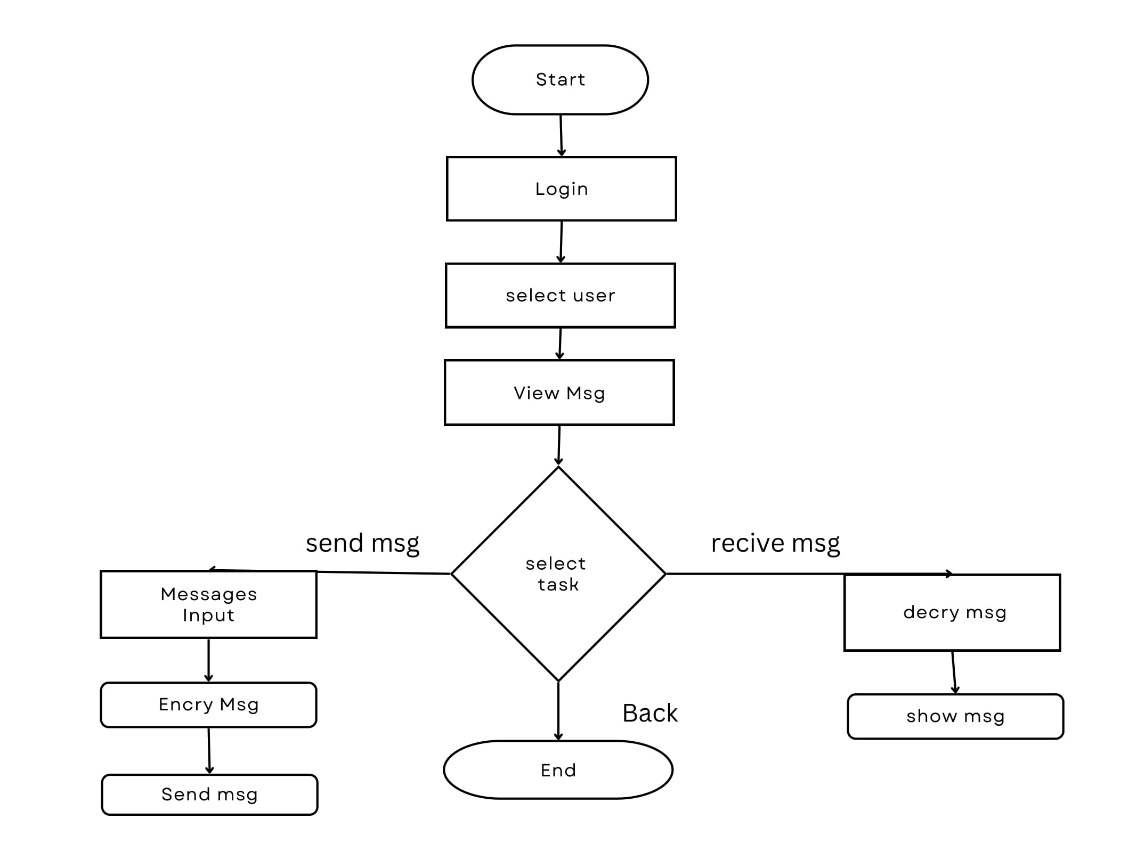 Start
Login
select user
View Msg
send msg
recive msg
select
task
Messages
Input
decry msg
Encry Msg
show msg
Back
End
Send msg